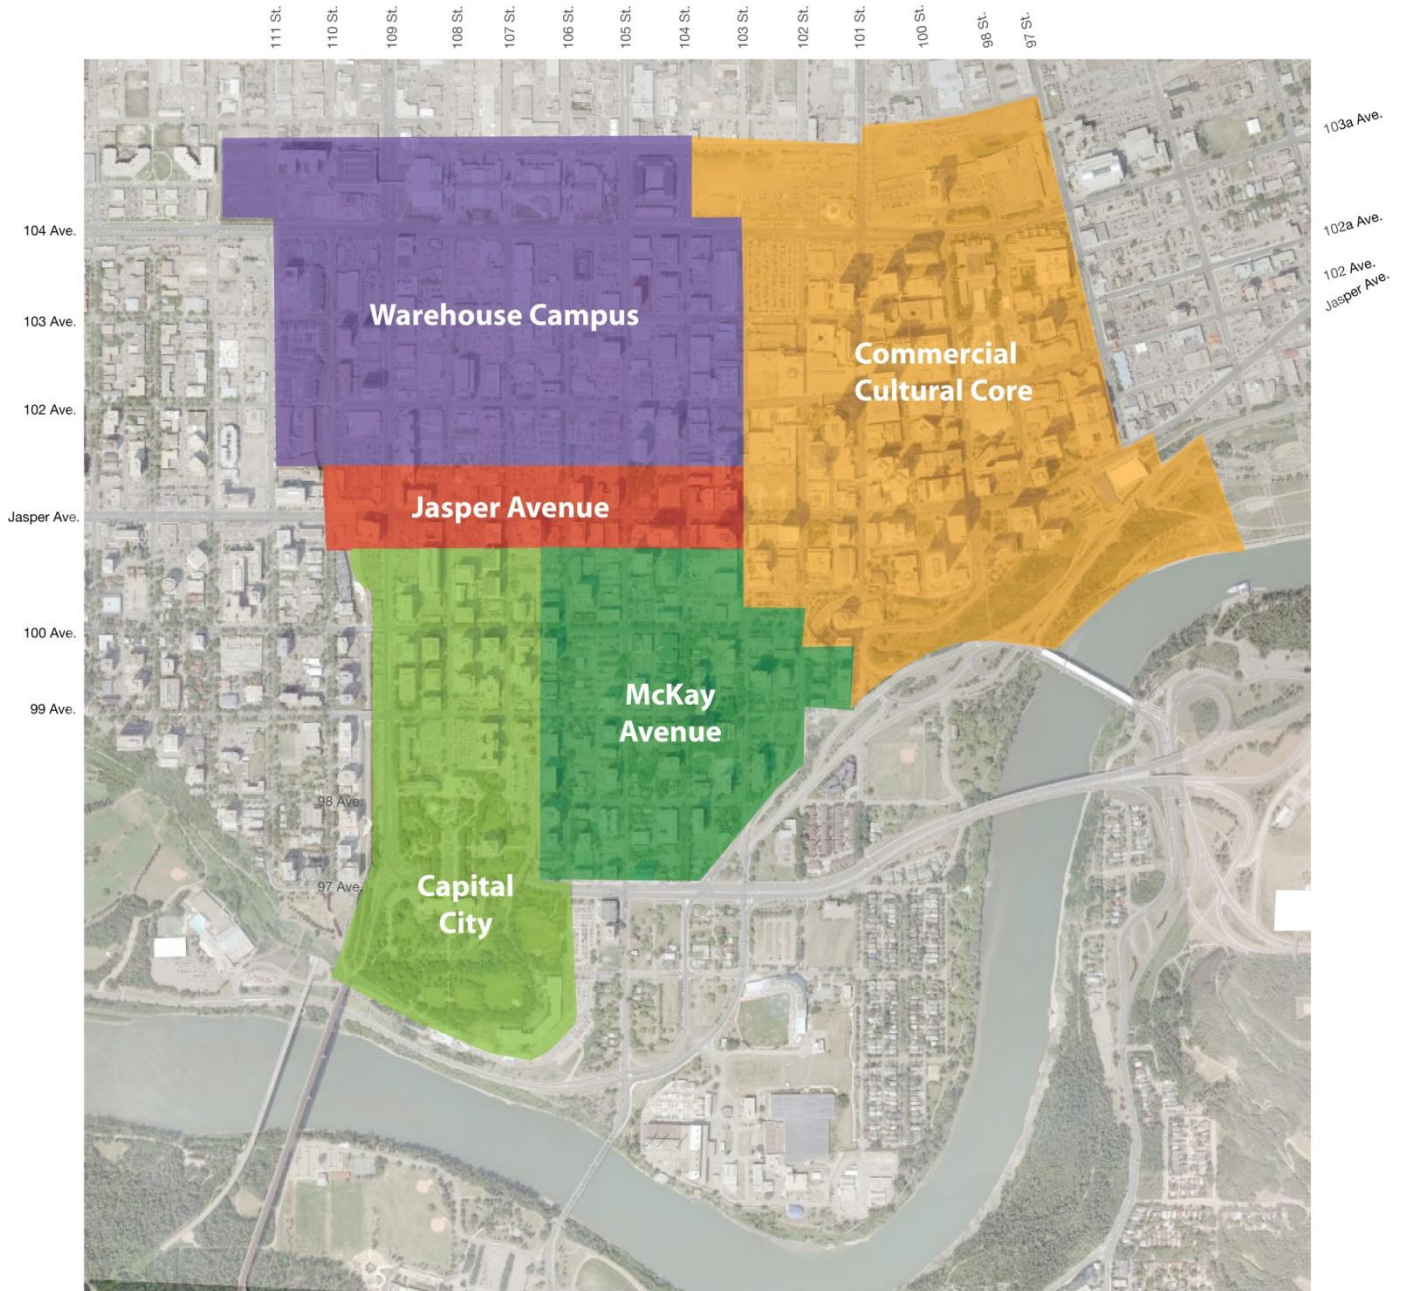 111 St.
110 St.
109 St.
108 St.
107 St.
106 St.
105 St.
104 St.
103 St.
102 St.
101 St.
100 St.
98 St.
97 St.
103a Ave.
104 Ave.
102a Ave.
102 Ave.
Jasper Ave.
103 Ave.
Warehouse Campus
Commercial
Cultural Core
102 Ave.
Jasper Ave.
Jasper Avenue
100 Ave.
99 Ave.
McKay
Avenue
98 Ave.
97 Ave.
Capital
City